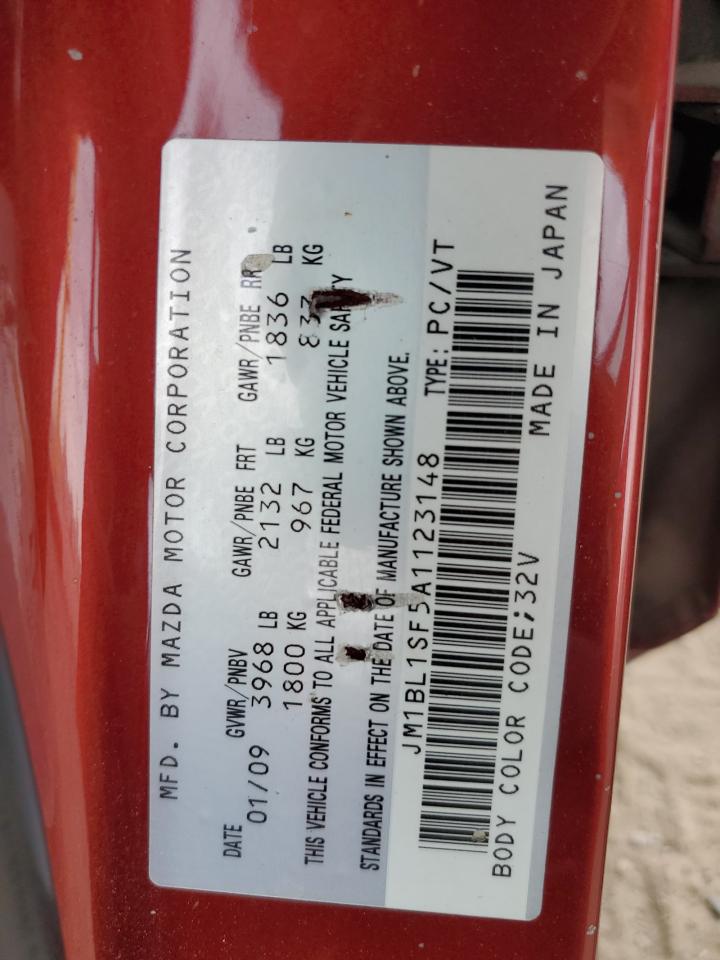 MFD. BY MAZDA MOTOR CORPORATION
DATE GVWR/PNBV GAWR/PNBE FRT GAWR/PNBE RR
01/09 3968 LB 2132 LB 1836 LB
1800 KG 967 KG 833 KG
THIS VEHICLE CONFORMS TO ALL APPLICABLE FEDERAL MOTOR VEHICLE SAFETY
STANDARDS IN EFFECT ON THE DATE OF MANUFACTURE SHOWN ABOVE.
JM1BL1SF5A1123148 TYPE: PC/VT
BODY COLOR CODE;32V MADE IN JAPAN